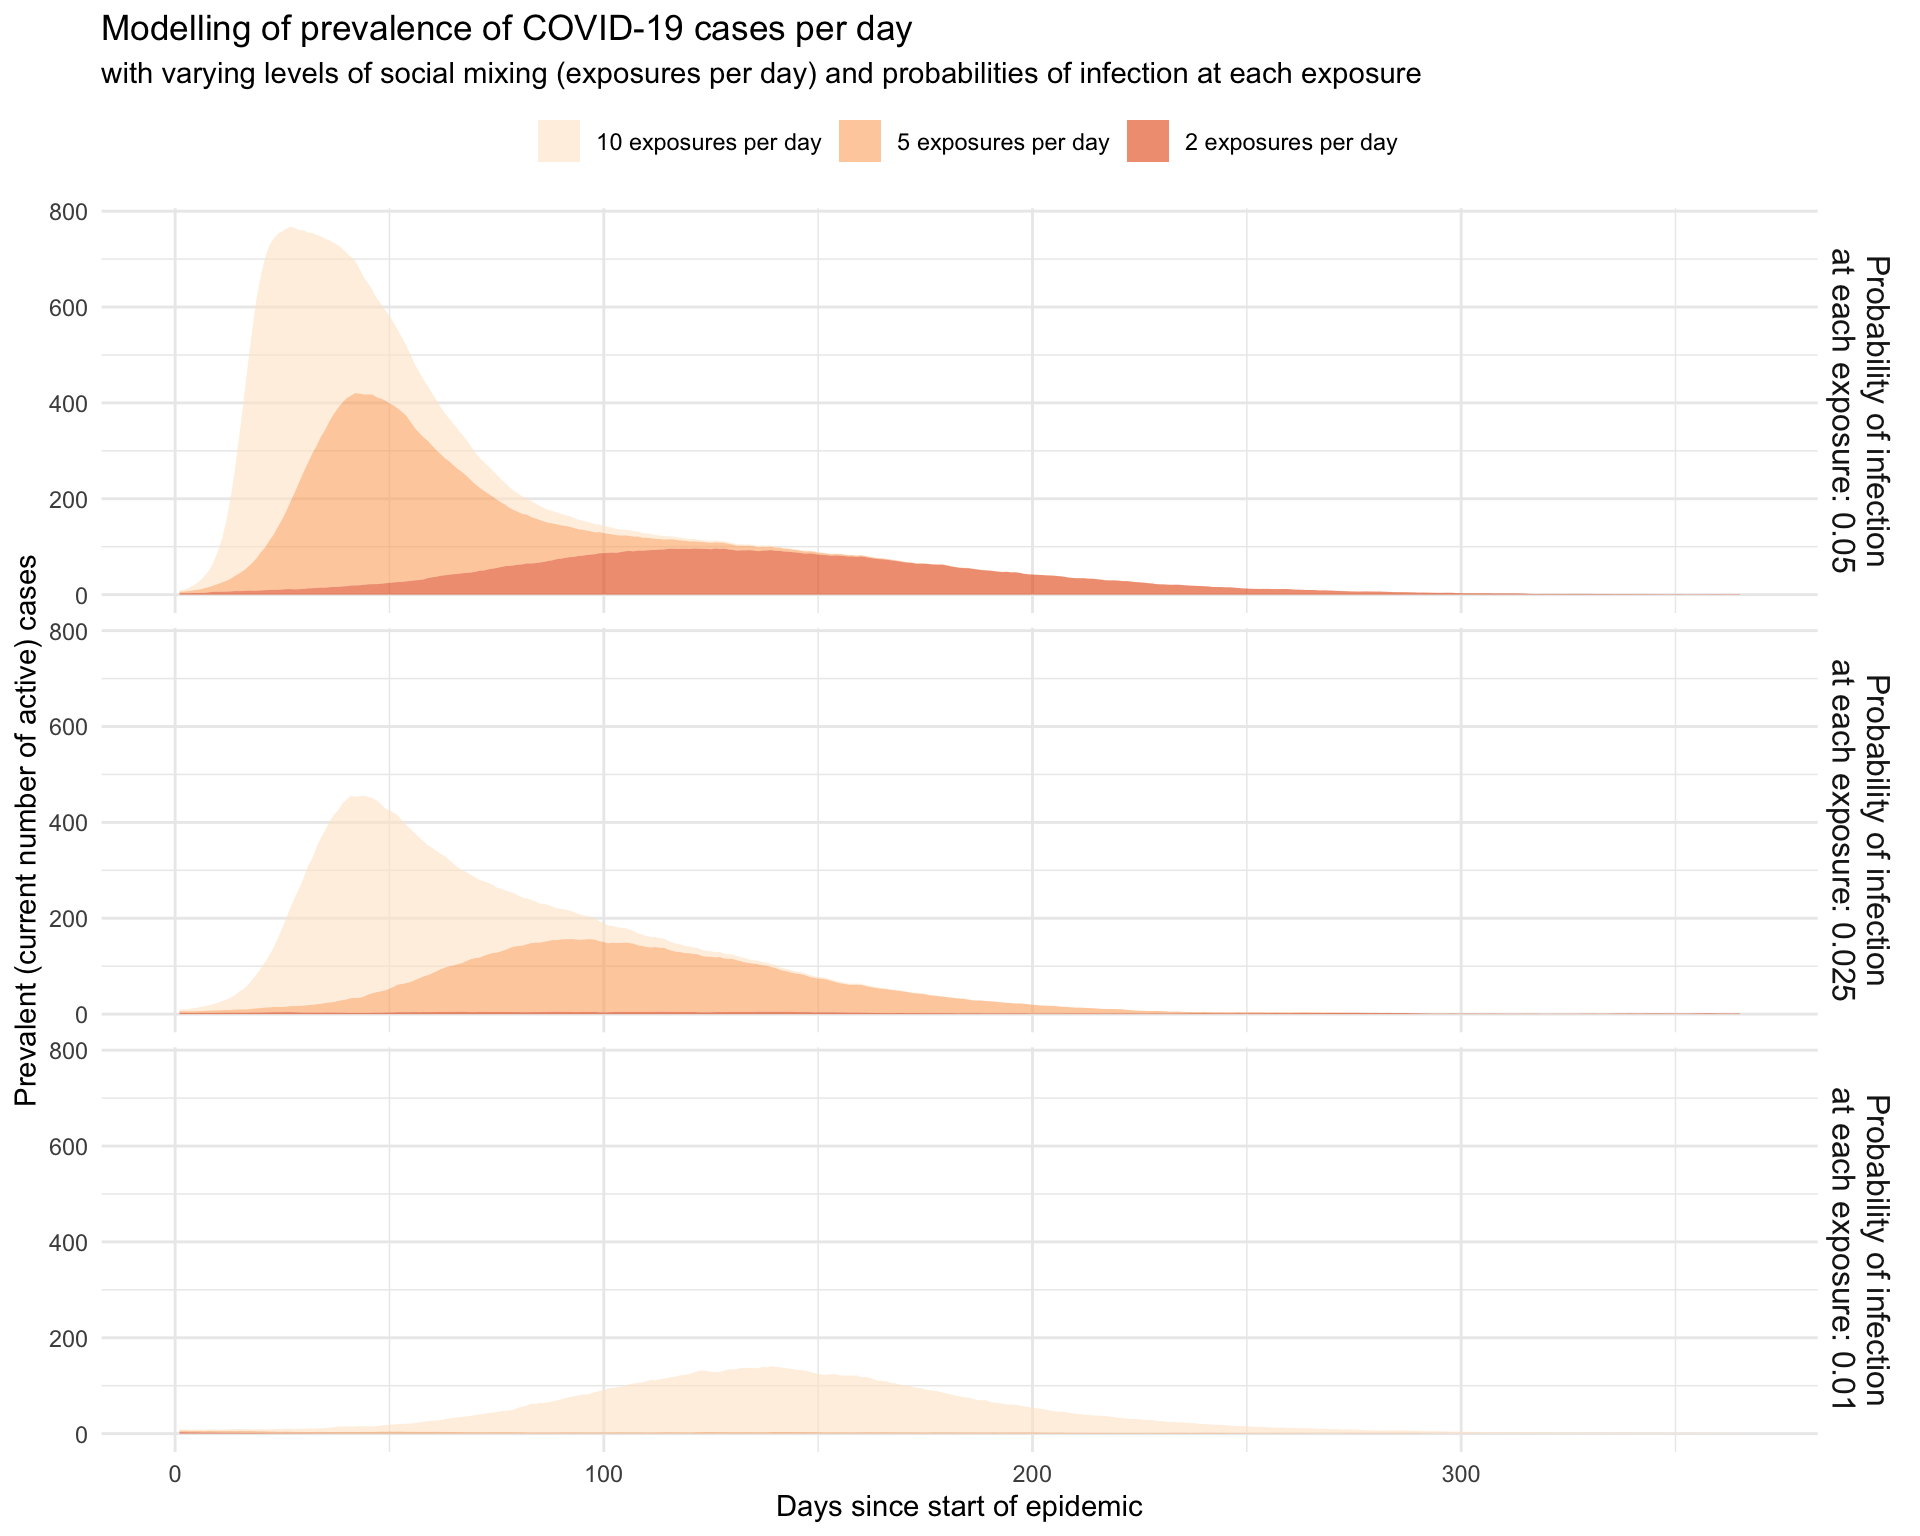 Modelling of prevalence of COVID-19 cases per day
with varying levels of social mixing (exposures per day) and probabilities of infection at each exposure
10 exposures per day
5 exposures per day
2 exposures per day
Prevalent (current number of active) cases
800
600
400
200
0
Probability of infection
at each exposure: 0.05
800
600
400
200
0
Probability of infection
at each exposure: 0.025
800
600
400
200
0
Probability of infection
at each exposure: 0.01
0
100
200
300
Days since start of epidemic